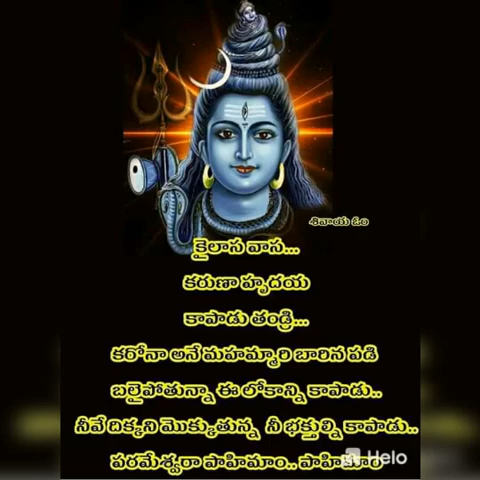 శివాయ ఓం
కైలాస వాస...
కరుణా హృదయ
కాపాడు తండ్రి...
కరోనా అనే మహమ్మారి బారిన పడి
బలైపోతున్నా ఈ లోకాన్ని కాపాడు..
నీవే దిక్కని మొక్కుతున్న నీ భక్తుల్ని కాపాడు..
పరమేశ్వరా పాహిమాం.. పాహిమాం
Helo